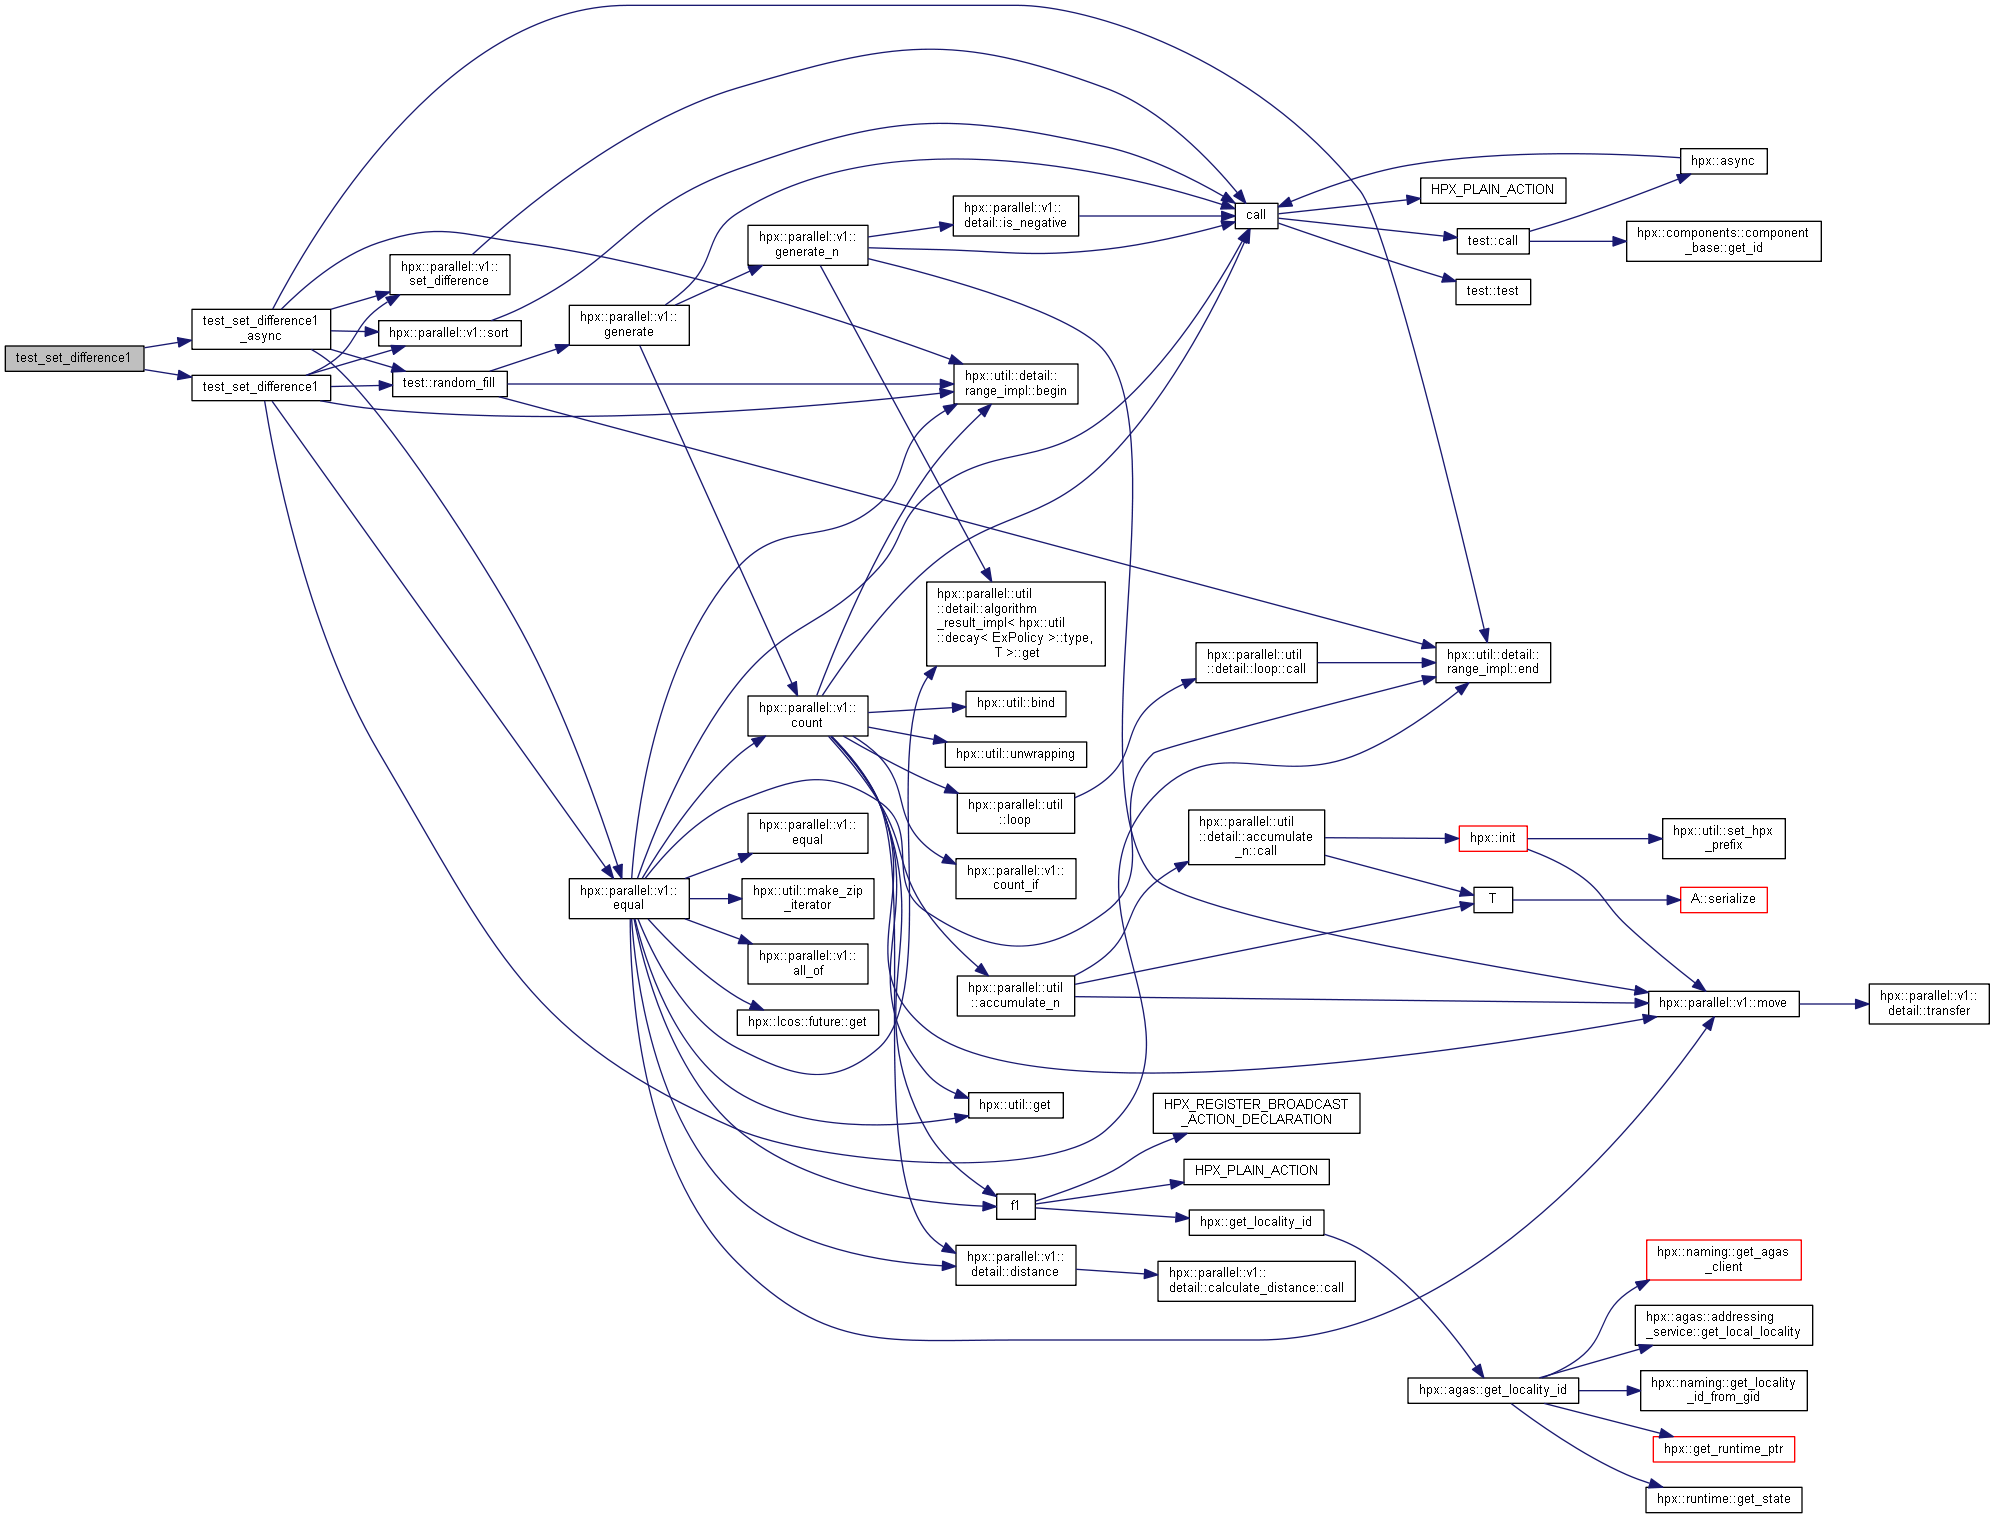 test_set_difference1
test_set_difference1
_async
test_set_difference1
hpx::parallel::v1::
set_difference
hpx::parallel::v1::sort
test::random_fill
hpx::parallel::v1::
generate
hpx::parallel::v1::
equal
hpx::parallel::v1::
generate_n
hpx::parallel::v1::
count
hpx::parallel::v1::
equal
hpx::util::make_zip
_iterator
hpx::parallel::v1::
all_of
hpx::lcos::future::get
hpx::parallel::v1::
detail::is_negative
hpx::util::detail::
range_impl::begin
hpx::parallel::util
::detail::algorithm
_result_impl< hpx::util
::decay< ExPolicy >::type,
T >::get
hpx::util::bind
hpx::util::unwrapping
hpx::parallel::util
::loop
hpx::parallel::v1::
count_if
hpx::parallel::util
::accumulate_n
hpx::util::get
f1
hpx::parallel::v1::
detail::distance
call
hpx::parallel::util
::detail::loop::call
hpx::parallel::util
::detail::accumulate
_n::call
HPX_REGISTER_BROADCAST
_ACTION_DECLARATION
HPX_PLAIN_ACTION
hpx::get_locality_id
hpx::parallel::v1::
detail::calculate_distance::call
HPX_PLAIN_ACTION
test::call
test::test
hpx::util::detail::
range_impl::end
hpx::init
T
hpx::agas::get_locality_id
hpx::async
hpx::components::component
_base::get_id
hpx::util::set_hpx
_prefix
A::serialize
hpx::parallel::v1::move
hpx::naming::get_agas
_client
hpx::agas::addressing
_service::get_local_locality
hpx::naming::get_locality
_id_from_gid
hpx::get_runtime_ptr
hpx::runtime::get_state
hpx::parallel::v1::
detail::transfer